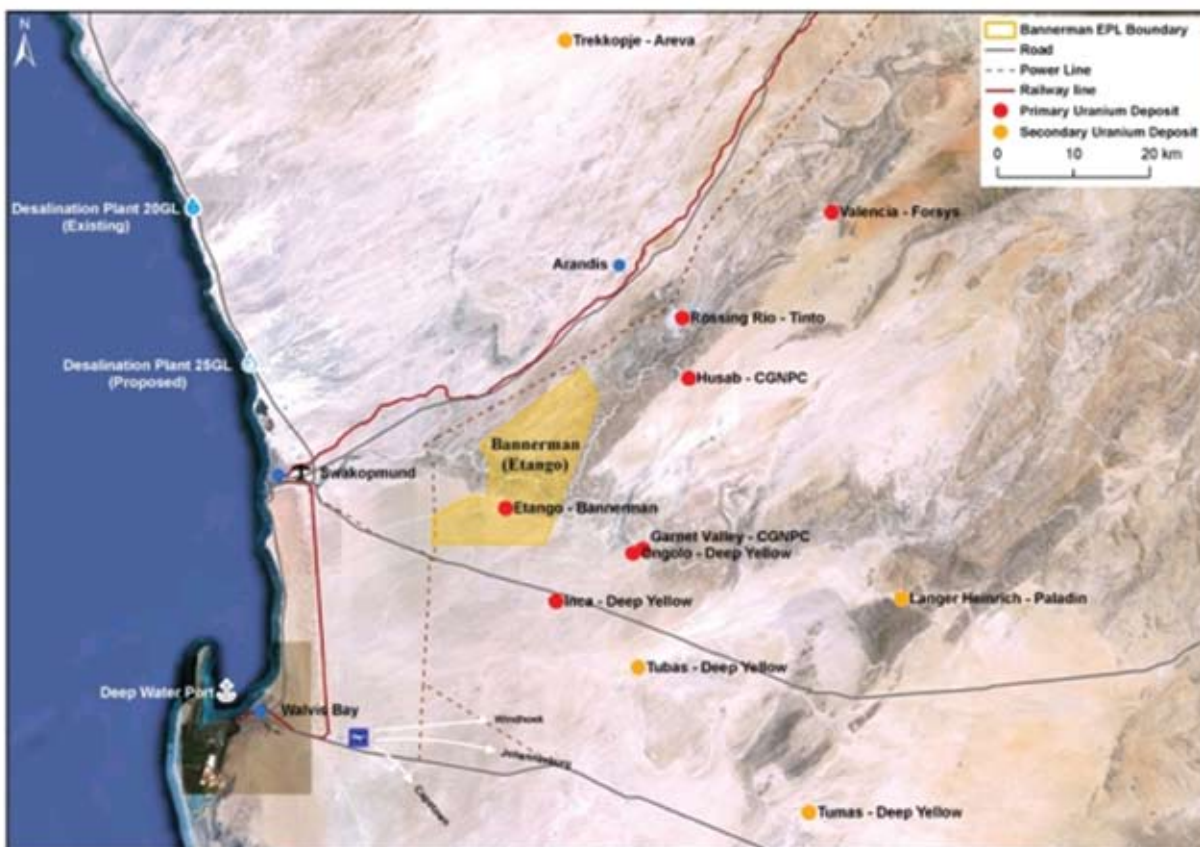 N
Trekkopje - Areva
Bannerman EPL Boundary
Road
Power Line
Railway line
Primary Uranium Deposit
Secondary Uranium Deposit
0 10 20 km
Desalination Plant 20GL
(Existing)
Valencia - Forsys
Arandis
Rossing Rio - Tinto
Desalination Plant 25GL
(Proposed)
Husab - CGNPC
Bannerman
(Etango)
Swakopmund
Etango - Bannerman
Garnet Valley - CGNPC
Ongolo - Deep Yellow
Inca - Deep Yellow
Langer Heinrich - Paladin
Tubas - Deep Yellow
Deep Water Port
Walvis Bay
Windhoek
Johannesburg
Tumas - Deep Yellow